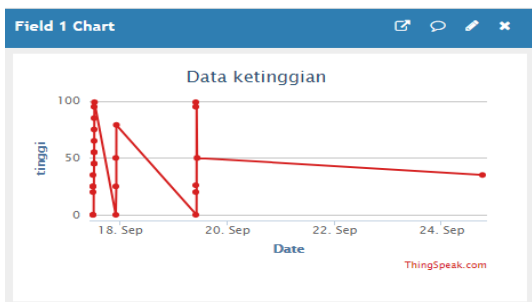 Field 1 Chart
Data ketinggian
100
50
0
tinggi
18. Sep
20. Sep
22. Sep
24. Sep
Date
ThingSpeak.com